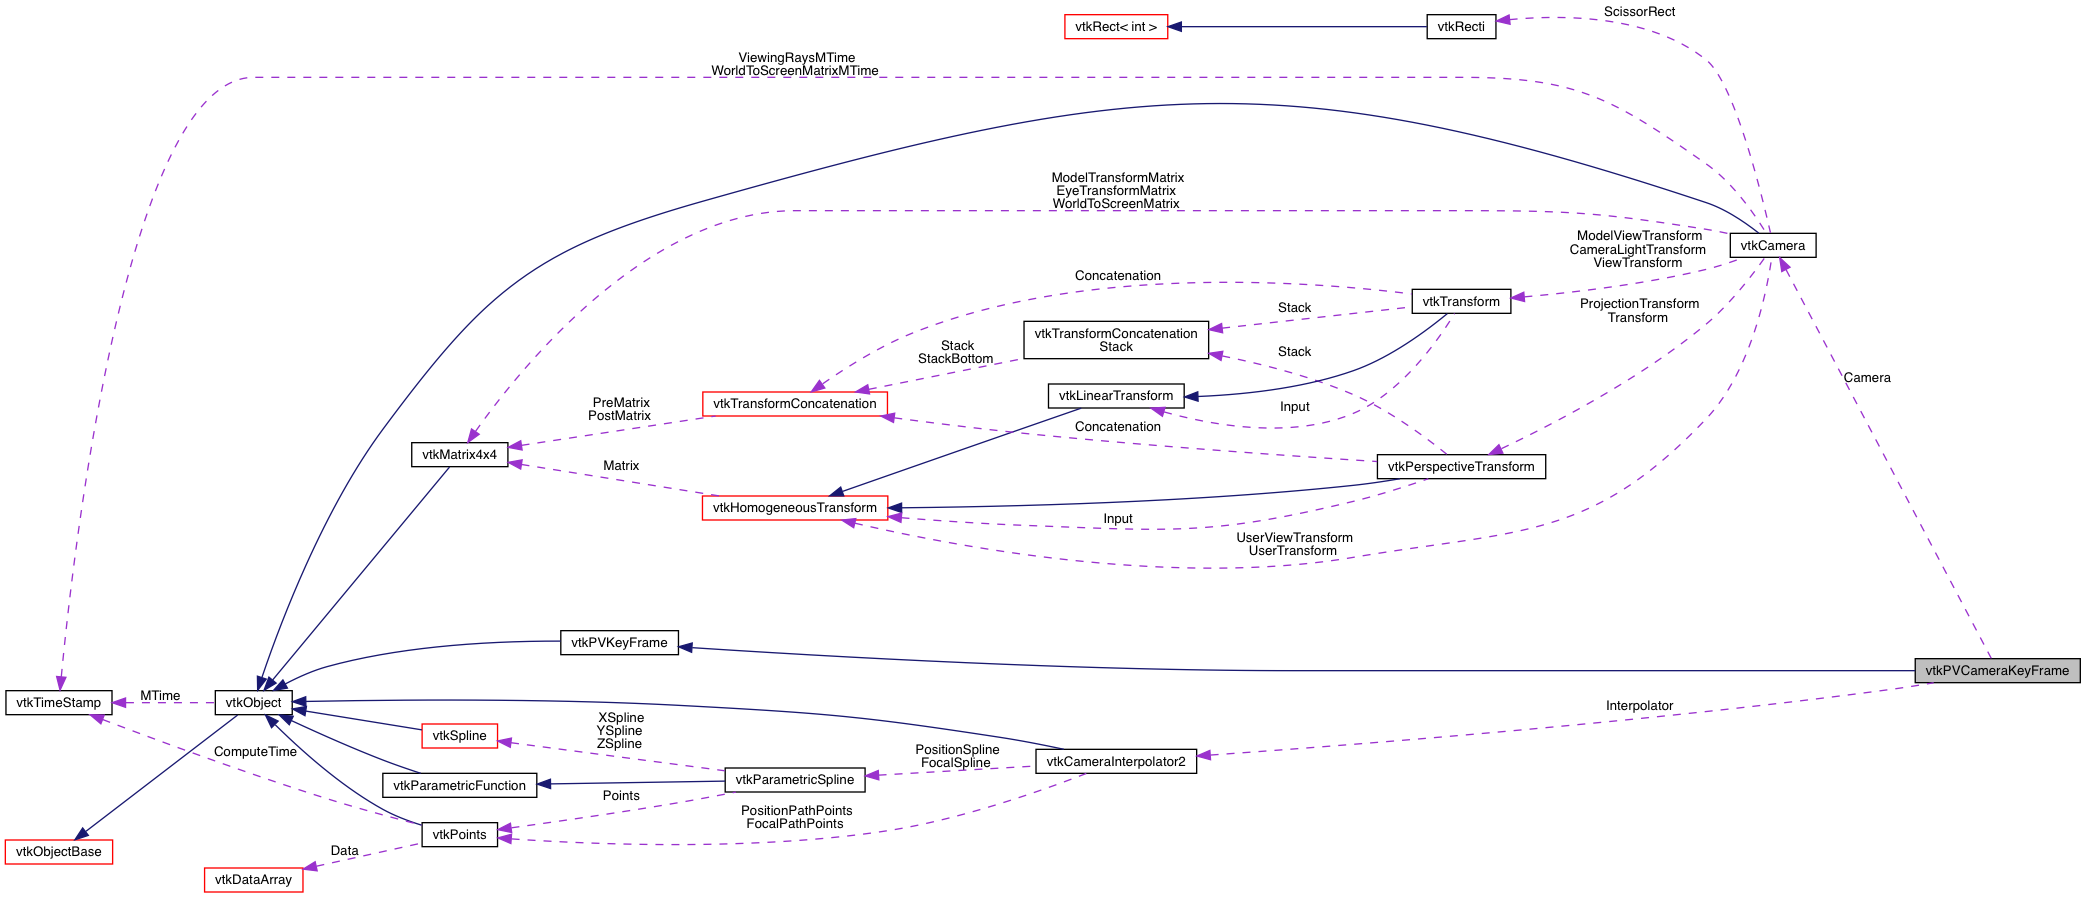 ScissorRect
vtkRect< int >
vtkRecti
ViewingRaysMTime
WorldToScreenMatrixMTime
ModelTransformMatrix
EyeTransformMatrix
WorldToScreenMatrix
vtkCamera
ModelViewTransform
CameraLightTransform
ViewTransform
Concatenation
vtkTransform
ProjectionTransform
Transform
Stack
vtkTransformConcatenation
Stack
Stack
StackBottom
Stack
Camera
vtkLinearTransform
vtkTransformConcatenation
PreMatrix
PostMatrix
Input
Concatenation
vtkMatrix4x4
Matrix
vtkPerspectiveTransform
vtkHomogeneousTransform
Input
UserViewTransform
UserTransform
vtkPVKeyFrame
vtkPVCameraKeyFrame
MTime
vtkTimeStamp
vtkObject
Interpolator
XSpline
YSpline
ZSpline
vtkSpline
ComputeTime
PositionSpline
FocalSpline
vtkCameraInterpolator2
vtkParametricFunction
vtkParametricSpline
Points
PositionPathPoints
FocalPathPoints
vtkPoints
vtkObjectBase
Data
vtkDataArray